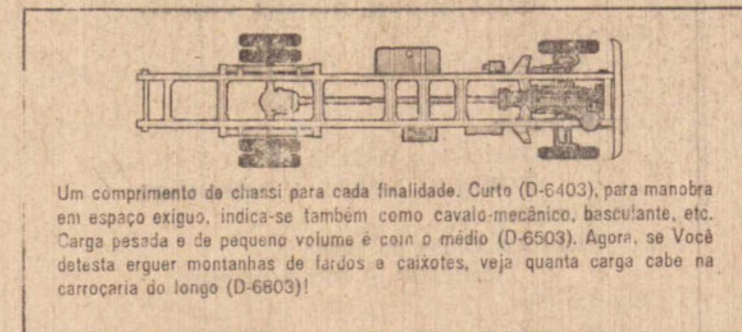 Um comprimento de chassi para cada finalidade. Curto (D-6403), para manobra
em espaço exíguo, indica-se também como cavalo-mecânico, basculante, etc.
Carga pesada e de pequeno volume é com o médio (D-6503). Agora, se Você
detesta erguer montanhas de fardos e caixotes, veja quanta carga cabe na
carroçaria do longo (D-6803)!